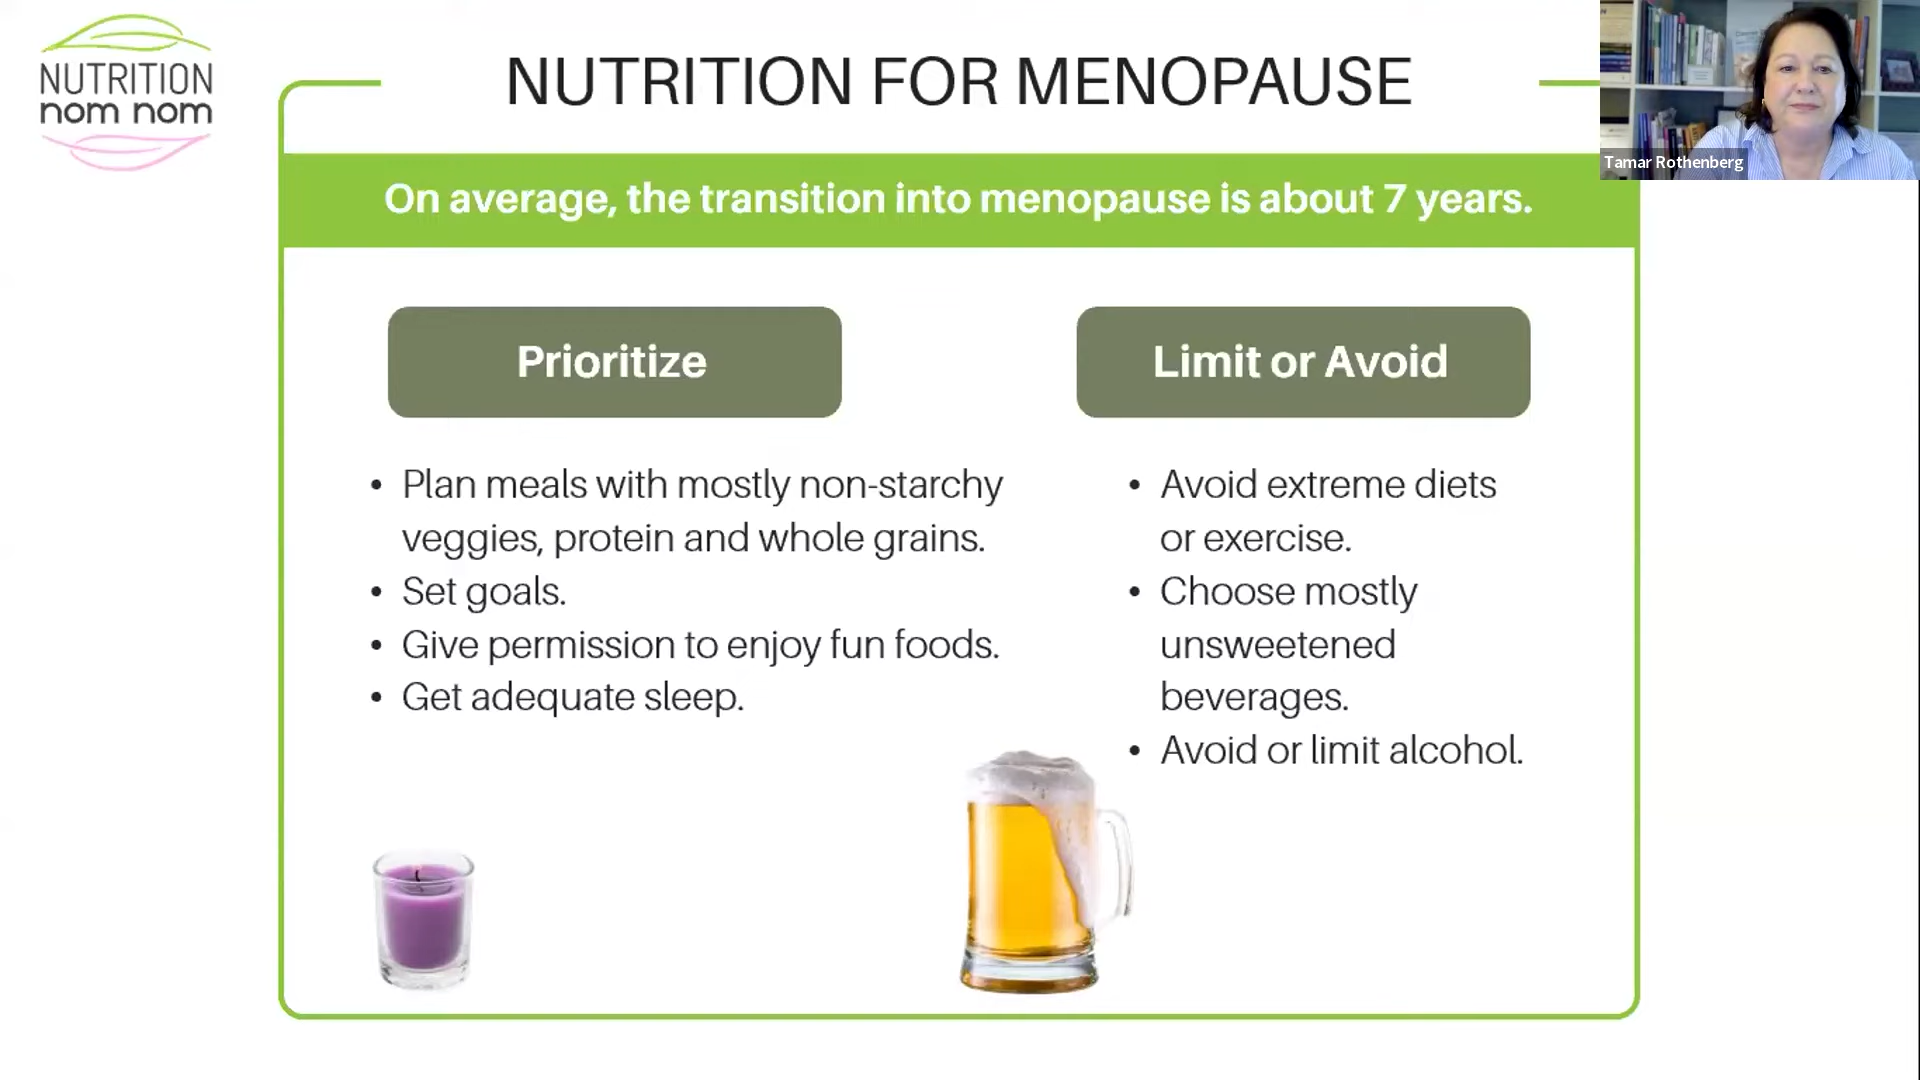 NUTRITION
nom nom
NUTRITION FOR MENOPAUSE
Tamar Rothenberg
On average, the transition into menopause is about 7 years.
Prioritize
• Plan meals with mostly non-starchy
veggies, protein and whole grains.
• Set goals.
• Give permission to enjoy fun foods.
• Get adequate sleep.
Limit or Avoid
• Avoid extreme diets
or exercise.
• Choose mostly
unsweetened
beverages.
• Avoid or limit alcohol.